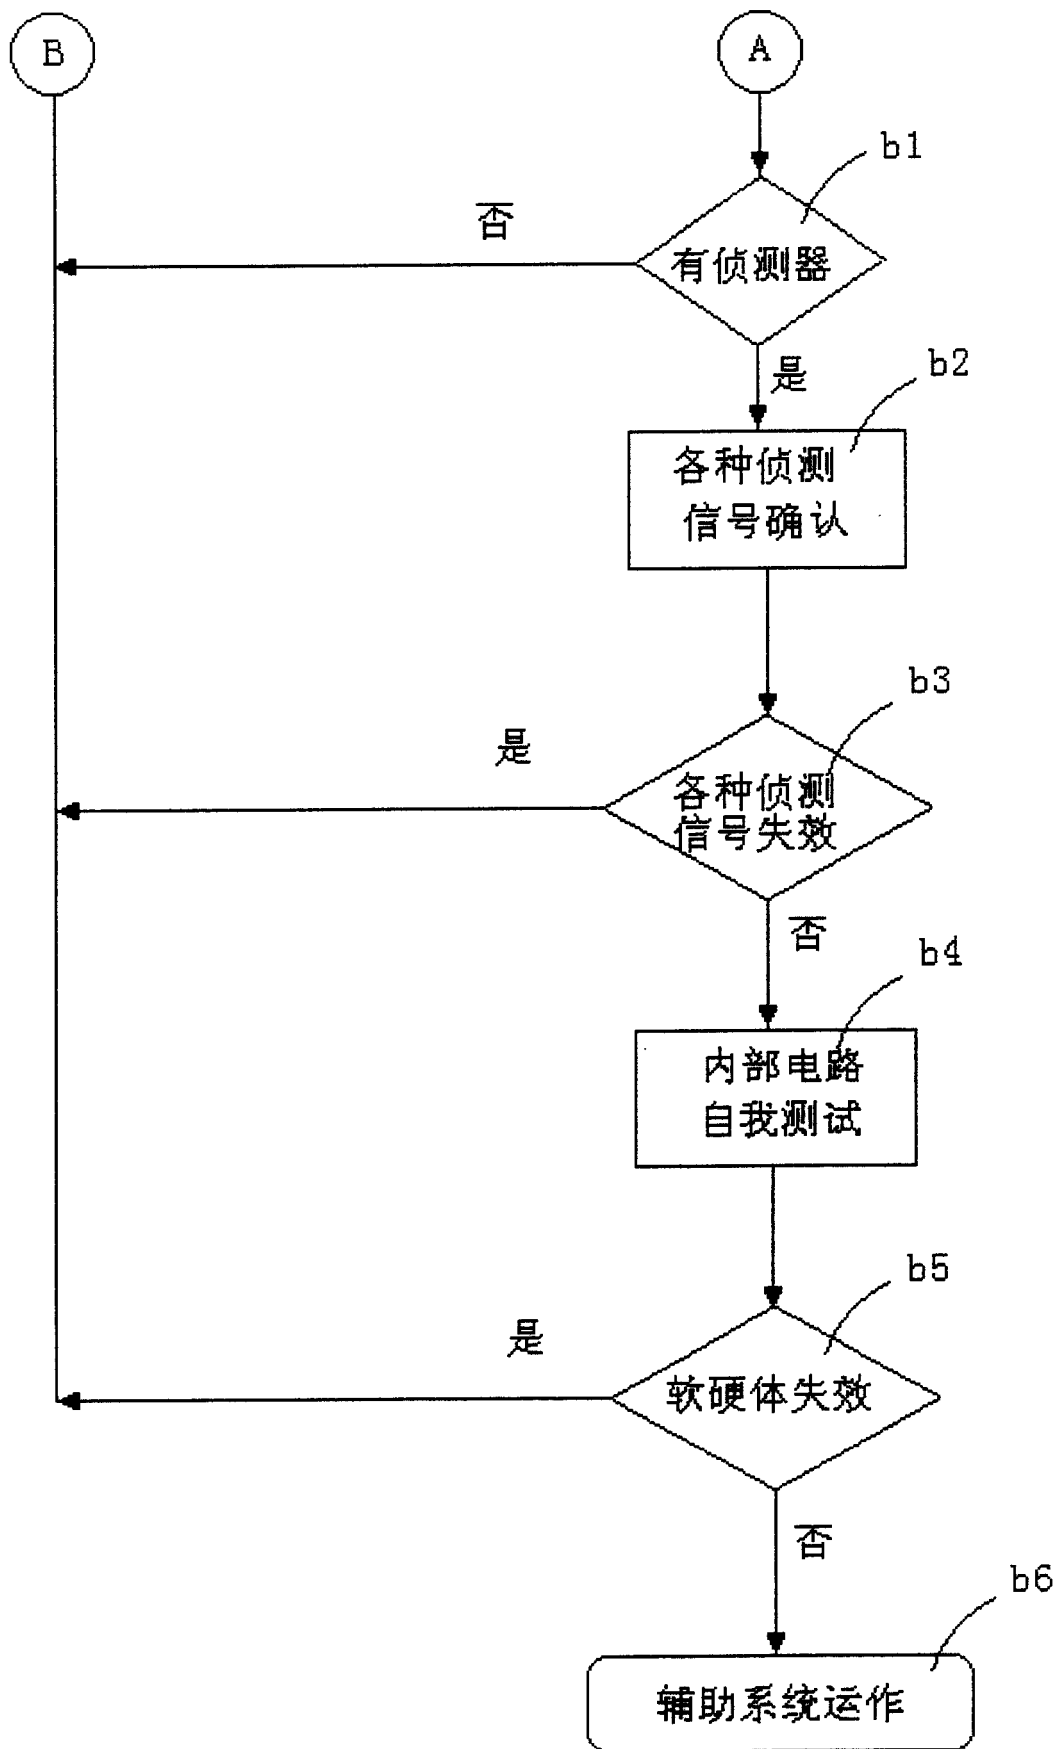 B
A
b1
否
有侦测器
是
b2
各种侦测
信号确认
b3
是
各种侦测
信号失效
否
b4
内部电路
自我测试
b5
是
软硬体失效
否
b6
辅助系统运作